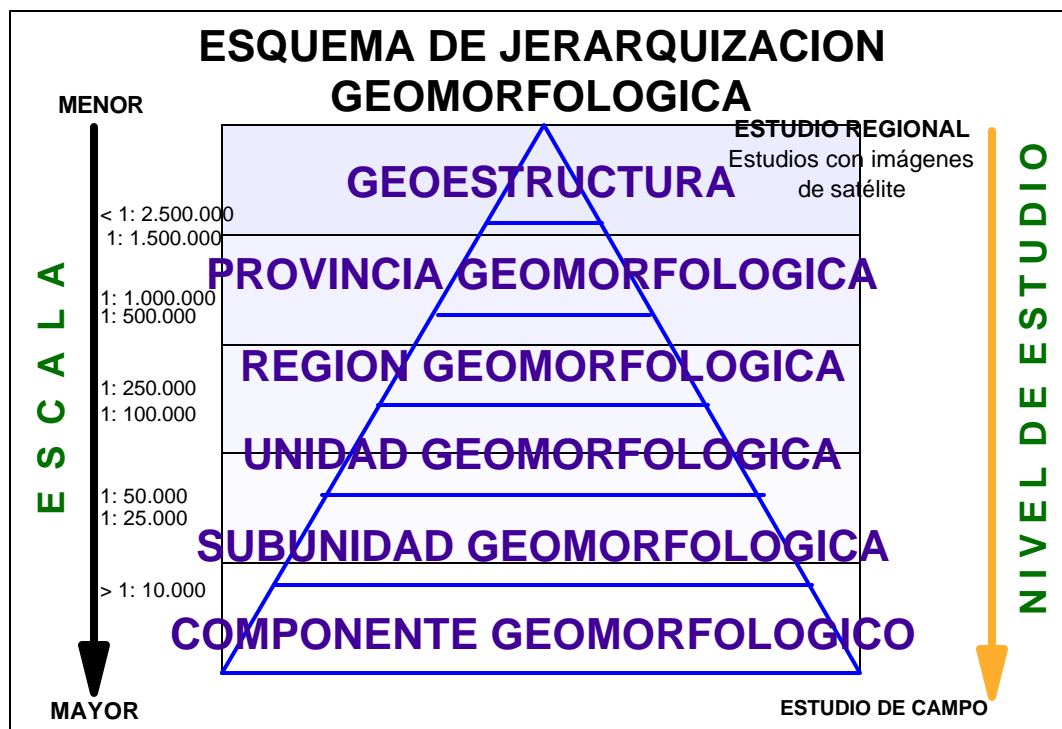 ESQUEMA DE JERARQUIZACION
GEOMORFOLOGICA
MENOR
ESTUDIO REGIONAL
Estudios con imágenes
de satélite
GEOESTRUCTURA
< 1: 2.500.000
1: 1.500.000
PROVINCIA GEOMORFOLOGICA
1: 1.000.000
1: 500.000
REGION GEOMORFOLOGICA
1: 250.000
1: 100.000
UNIDAD GEOMORFOLOGICA
1: 50.000
1: 25.000
SUBUNIDAD GEOMORFOLOGICA
> 1: 10.000
COMPONENTE GEOMORFOLOGICO
MAYOR
ESTUDIO DE CAMPO
ESCALA
NIVEL DE ESTUDIO